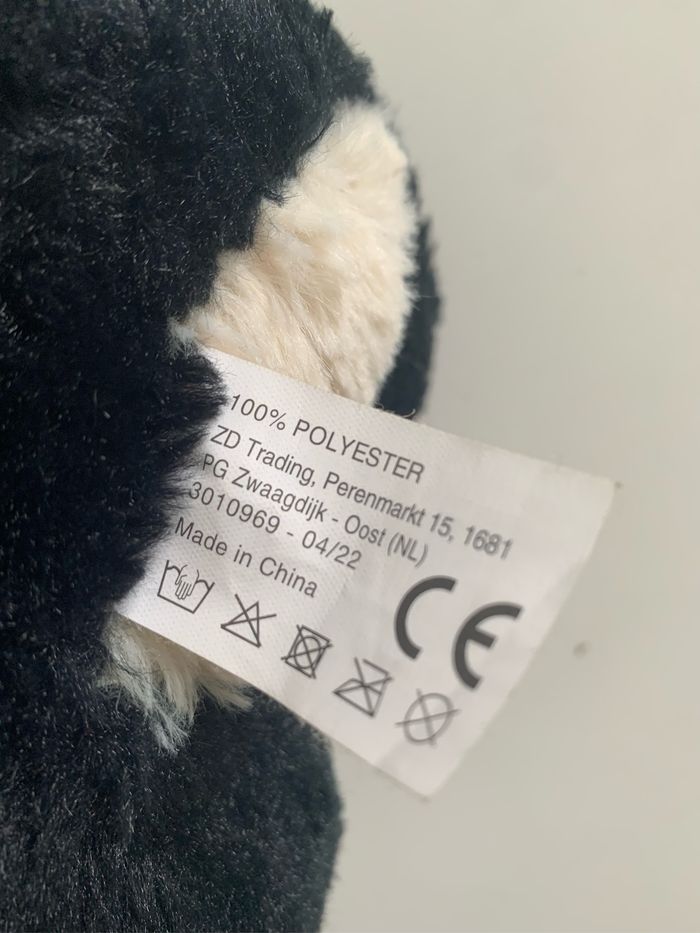 100% POLYESTER
ZD Trading, Perenmarkt 15, 1681
PG Zwaagdijk - Oost (NL)
3010969 - 04/22
Made in China
CE